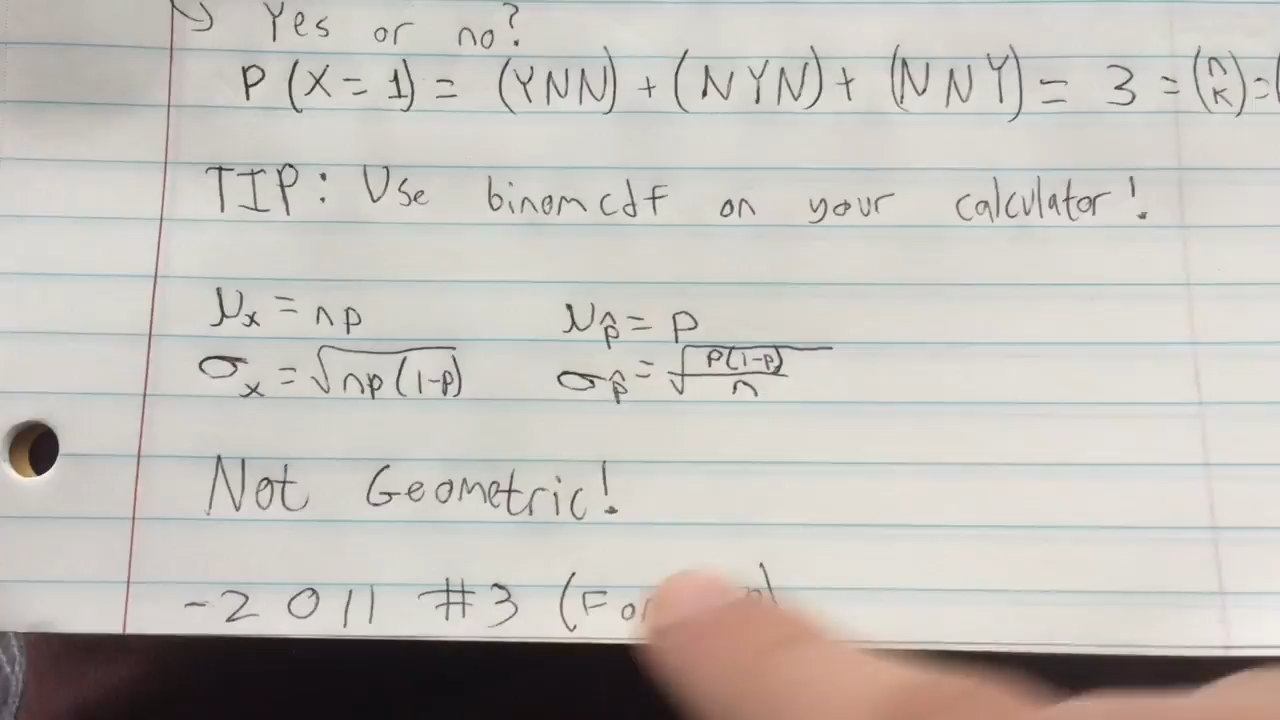 Yes or no?
P(X=1) = (YNN) + (NYN) + (NNY) = 3 = (n K) = (
TIP: Use binomcdf on your calculator!
μx = np μp̂ = p
σx = √np(1-p) σp̂ = √p(1-p)/n
Not Geometric!
-2011 #3